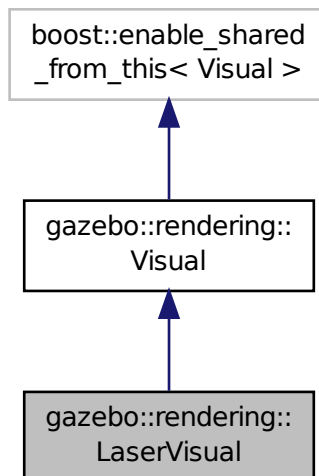 boost::enable_shared
_from_this< Visual >
gazebo::rendering::
Visual
gazebo::rendering::
LaserVisual